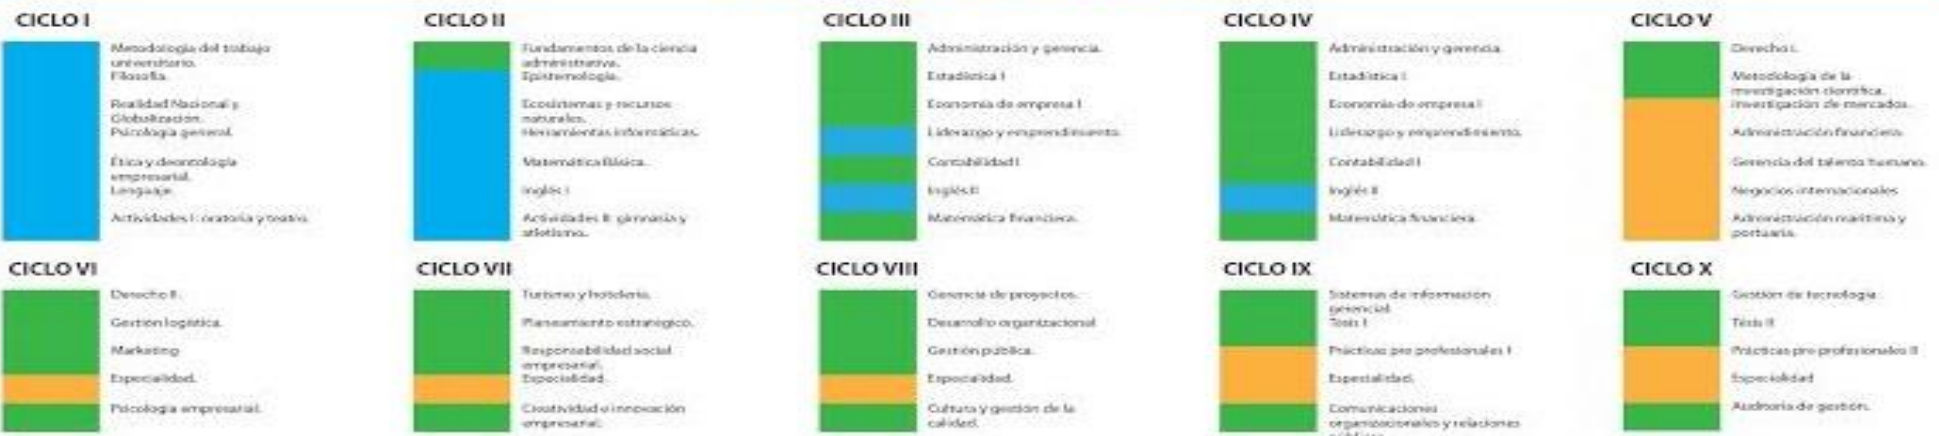 CICLO I
Metodología del trabajo
universitario.
Filosofía.
Realidad Nacional y
Globalización.
Psicología general.
Ética y deontología
empresarial.
Lenguaje.
Actividades I: oratoria y teatro.
CICLO II
Fundamentos de la ciencia
administrativa.
Epistemología.
Ecosistemas y recursos
naturales.
Herramientas informáticas.
Matemática Básica.
Inglés I
Actividades II: gimnasia y
atletismo.
CICLO III
Administración y gerencia.
Estadística I
Economía de empresa I
Liderazgo y emprendimiento.
Contabilidad I
Inglés II
Matemática financiera.
CICLO IV
Administración y gerencia.
Estadística I
Economía de empresa I
Liderazgo y emprendimiento.
Contabilidad I
Inglés II
Matemática financiera.
CICLO V
Derecho I.
Metodología de la
investigación científica.
Investigación de mercados.
Administración financiera.
Gerencia del talento humano.
Negocios internacionales
Administración marítima y
portuaria.
CICLO VI
Derecho II.
Gestión logística.
Marketing
Especialidad.
Psicología empresarial.
CICLO VII
Turismo y hotelería.
Planeamiento estratégico.
Responsabilidad social
empresarial.
Especialidad.
Creatividad e innovación
empresarial.
CICLO VIII
Gerencia de proyectos.
Desarrollo organizacional
Gestión pública.
Especialidad.
Cultura y gestión de la
calidad.
CICLO IX
Sistemas de información
gerencial
Tesis I
Prácticas pre profesionales I
Especialidad.
Comunicaciones
organizacionales y relaciones
CICLO X
Gestión de tecnología
Tesis II
Prácticas pre profesionales II
Especialidad
Auditoría de gestión.